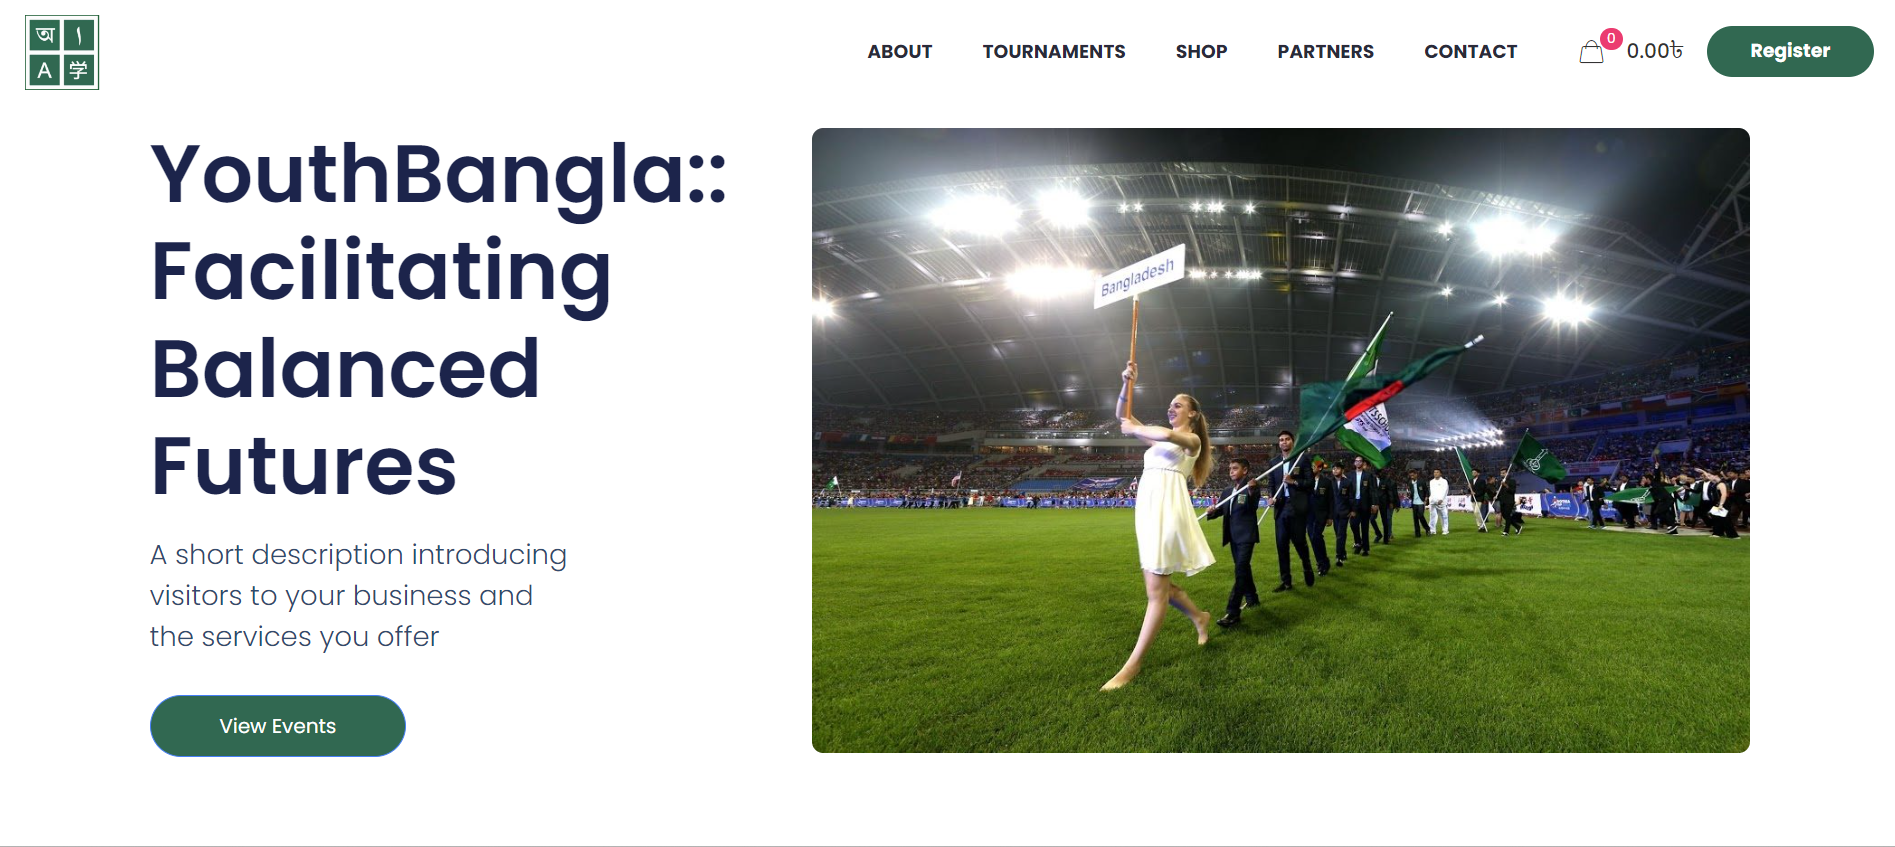 অ া
A 学
ABOUT TOURNAMENTS SHOP PARTNERS CONTACT 0 0.00৳ Register
YouthBangla::
Facilitating
Balanced
Futures
A short description introducing
visitors to your business and
the services you offer
View Events
Bangladesh